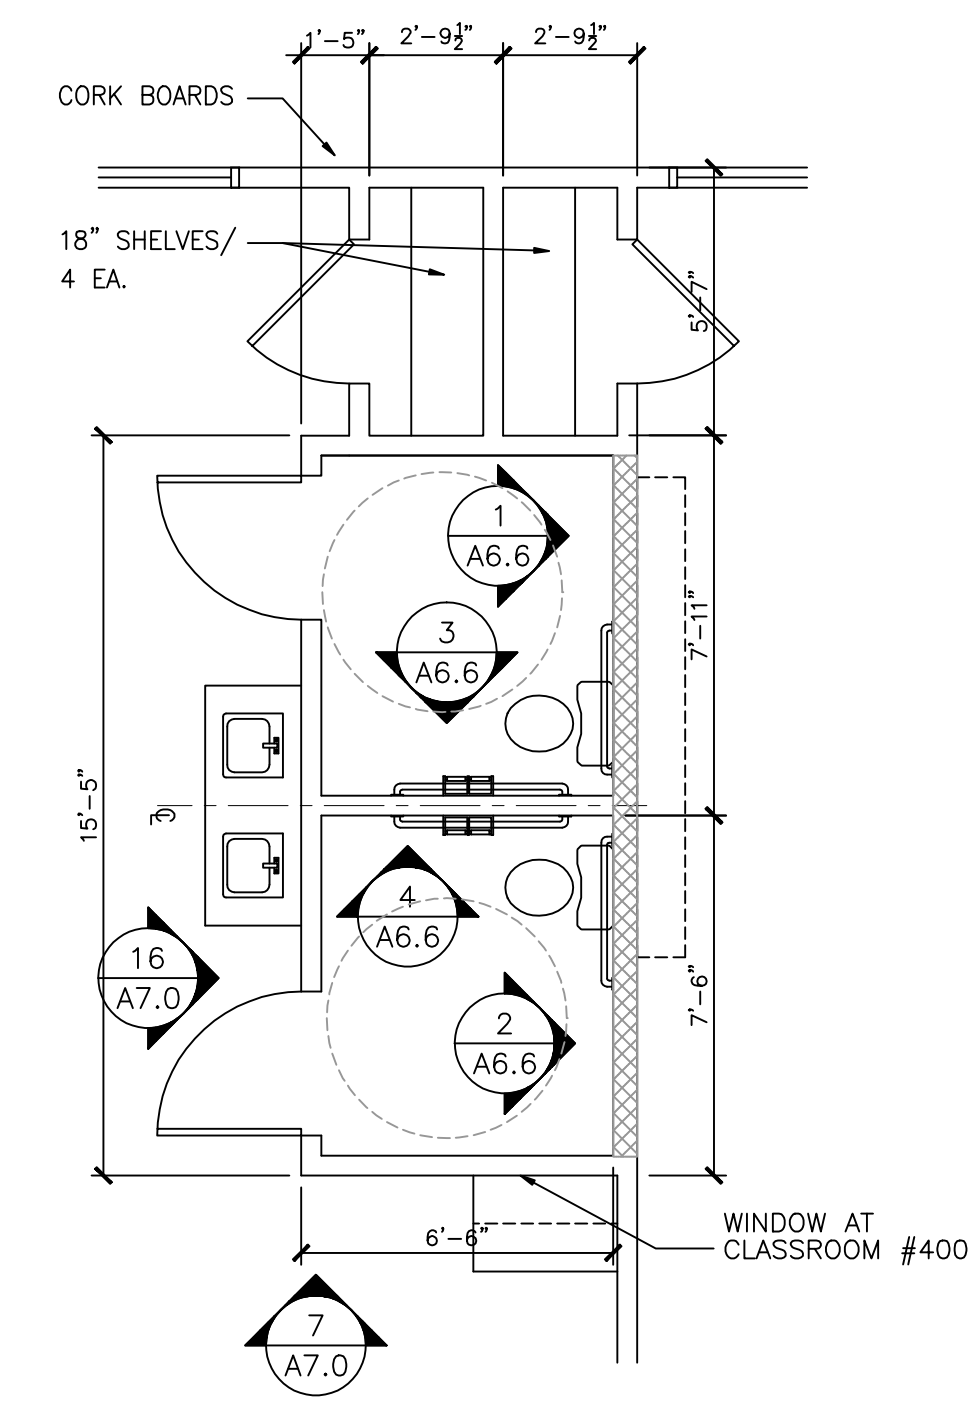 1'-5" 2'-9½" 2'-9½"
CORK BOARDS
18" SHELVES/
4 EA.
5'-7"
1
A6.6
3
A6.6
7'-11"
15'-5"
4
A6.6
16
A7.0
2
A6.6
7'-6"
WINDOW AT
CLASSROOM #400
6'-6"
7
A7.0